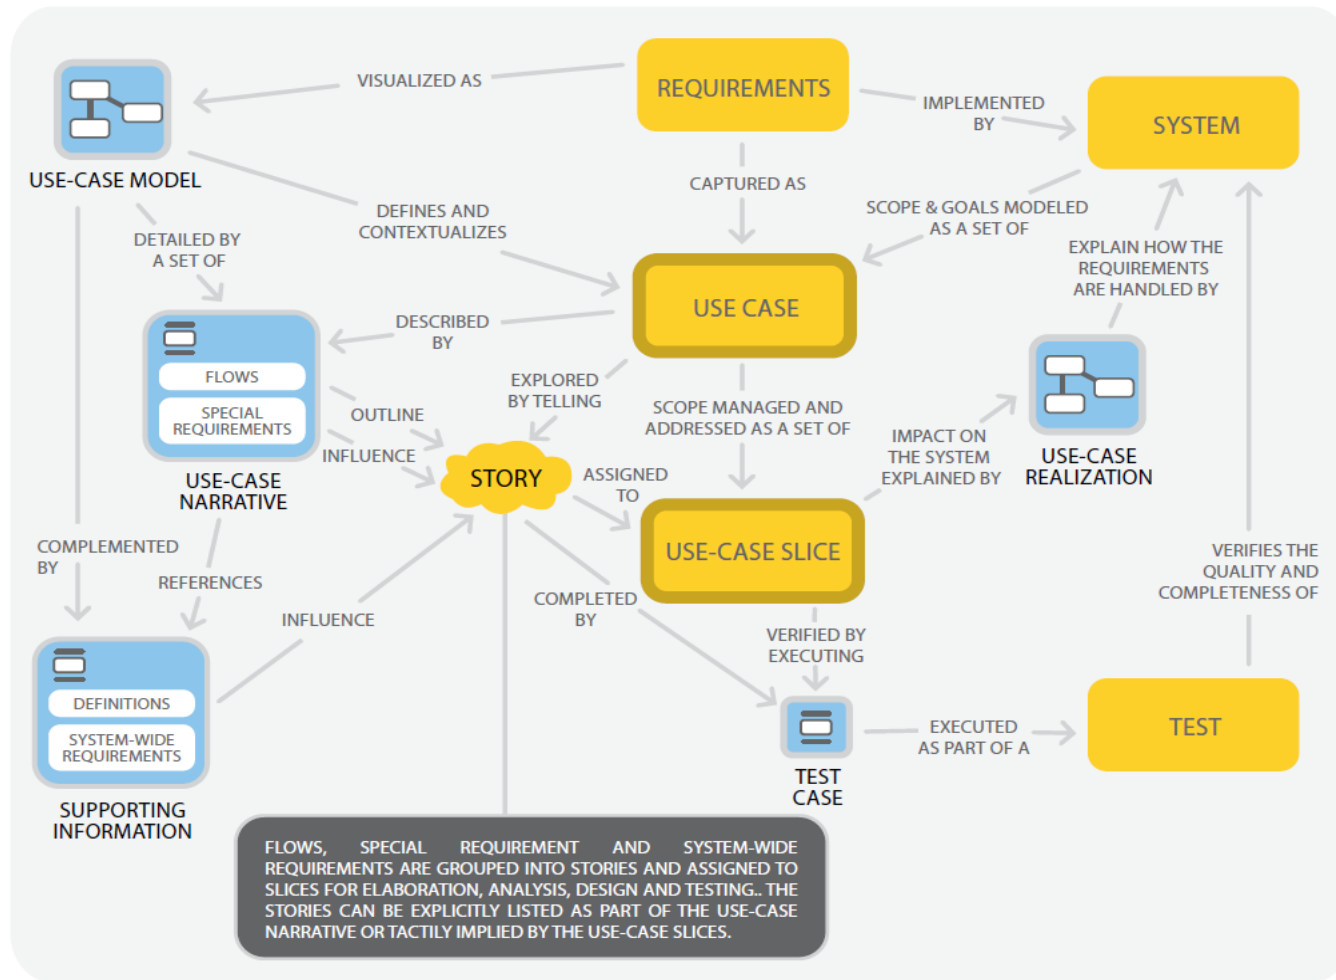 REQUIREMENTS
VISUALIZED AS
IMPLEMENTED
BY
SYSTEM
USE-CASE MODEL
CAPTURED AS
DEFINES AND
CONTEXTUALIZES
SCOPE & GOALS MODELED
AS A SET OF
DETAILED BY
A SET OF
EXPLAIN HOW THE
REQUIREMENTS
ARE HANDLED BY
USE CASE
DESCRIBED
BY
FLOWS
SPECIAL
REQUIREMENTS
USE-CASE
NARRATIVE
EXPLORED
BY TELLING
OUTLINE
INFLUENCE
SCOPE MANAGED AND
ADDRESSED AS A SET OF
IMPACT ON
THE SYSTEM
EXPLAINED BY
USE-CASE
REALIZATION
STORY
ASSIGNED
TO
USE-CASE SLICE
COMPLEMENTED
BY
REFERENCES
INFLUENCE
COMPLETED
BY
VERIFIED BY
EXECUTING
VERIFIES THE
QUALITY AND
COMPLETENESS OF
DEFINITIONS
SYSTEM-WIDE
REQUIREMENTS
SUPPORTING
INFORMATION
TEST
CASE
EXECUTED
AS PART OF A
TEST
FLOWS, SPECIAL REQUIREMENT AND SYSTEM-WIDE
REQUIREMENTS ARE GROUPED INTO STORIES AND ASSIGNED TO
SLICES FOR ELABORATION, ANALYSIS, DESIGN AND TESTING.. THE
STORIES CAN BE EXPLICITLY LISTED AS PART OF THE USE-CASE
NARRATIVE OR TACTILY IMPLIED BY THE USE-CASE SLICES.